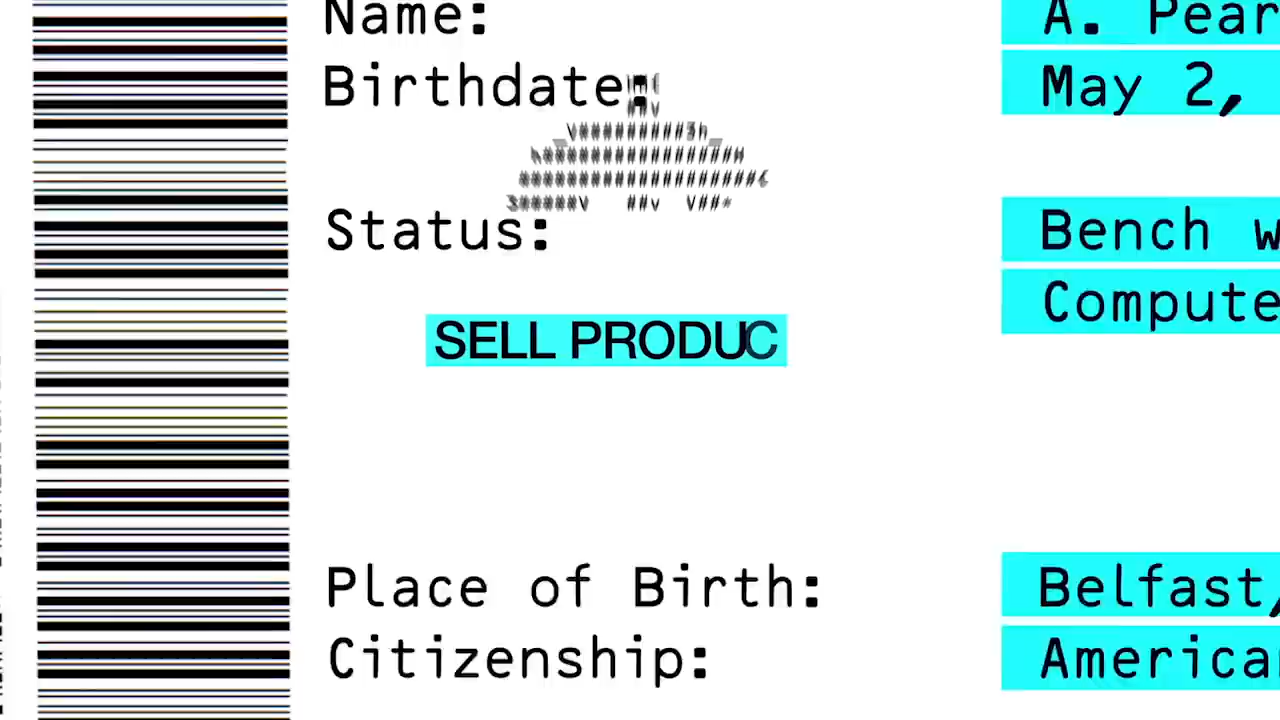 Name: A. Pear
Birthdate: May 2,
Status: Bench w
Compute
SELL PRODUC
Place of Birth: Belfast,
Citizenship: America